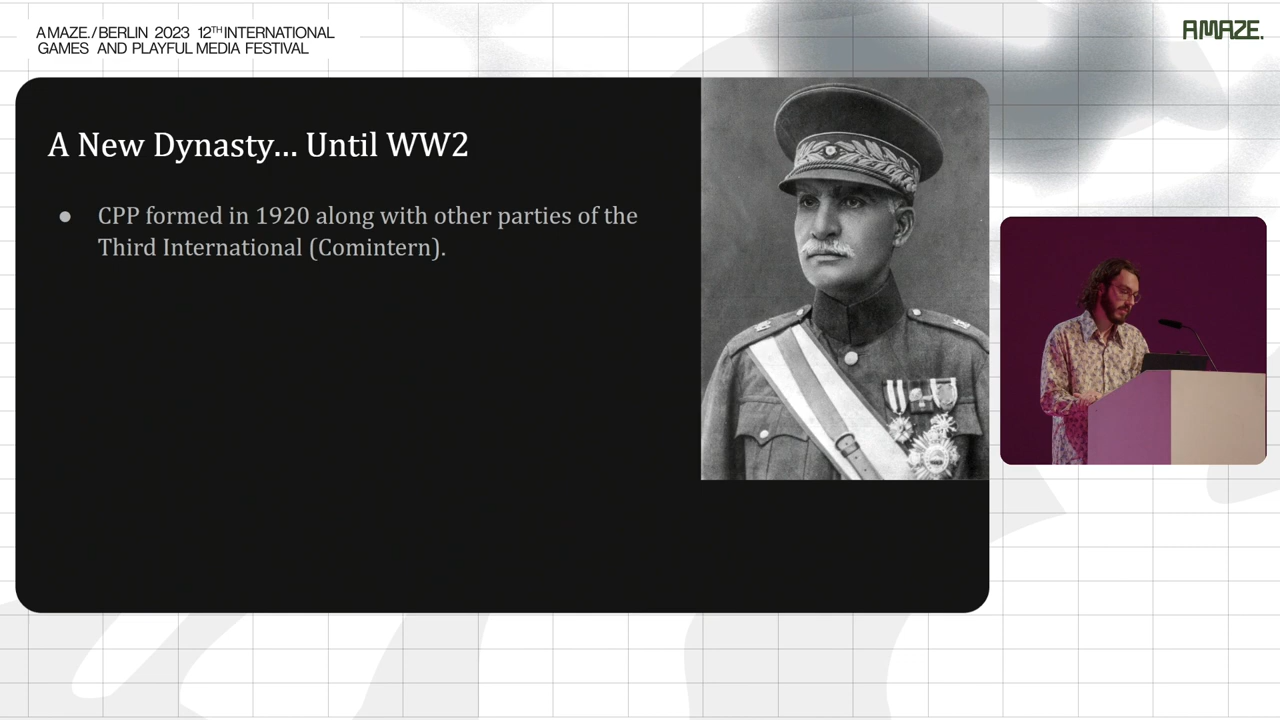 A MAZE. / BERLIN 2023 12TH INTERNATIONAL
GAMES AND PLAYFUL MEDIA FESTIVAL
AMAZE.
A New Dynasty... Until WW2
● CPP formed in 1920 along with other parties of the
Third International (Comintern).